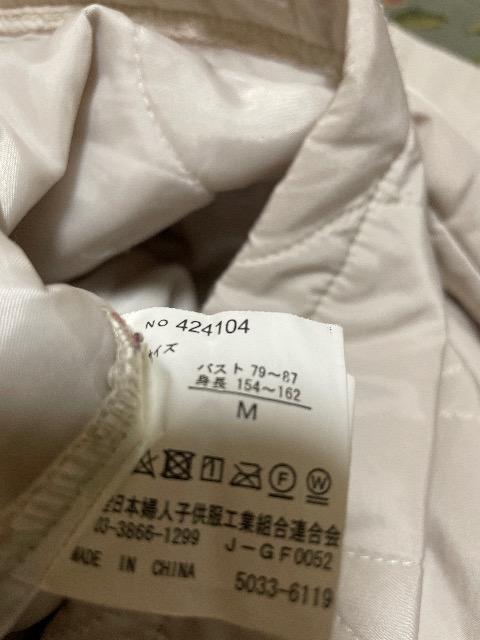 NO 424104
サイズ
バスト 79〜87
身長 154〜162
M
F
W
日本婦人子供服工業組合連合会
03-3866-1299 J-GF0052
MADE IN CHINA 5033-6119